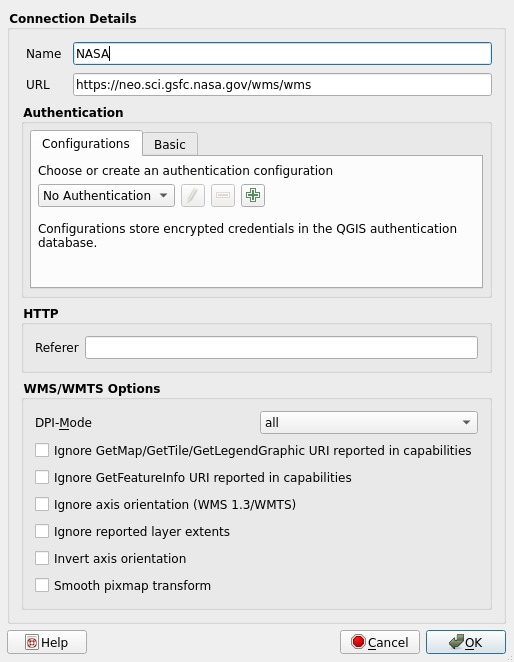 Connection Details
Name NASA
URL https://neo.sci.gsfc.nasa.gov/wms/wms
Authentication
Configurations Basic
Choose or create an authentication configuration
No Authentication
Configurations store encrypted credentials in the QGIS authentication
database.
HTTP
Referer
WMS/WMTS Options
DPI-Mode all
Ignore GetMap/GetTile/GetLegendGraphic URI reported in capabilities
Ignore GetFeatureInfo URI reported in capabilities
Ignore axis orientation (WMS 1.3/WMTS)
Ignore reported layer extents
Invert axis orientation
Smooth pixmap transform
Help Cancel OK